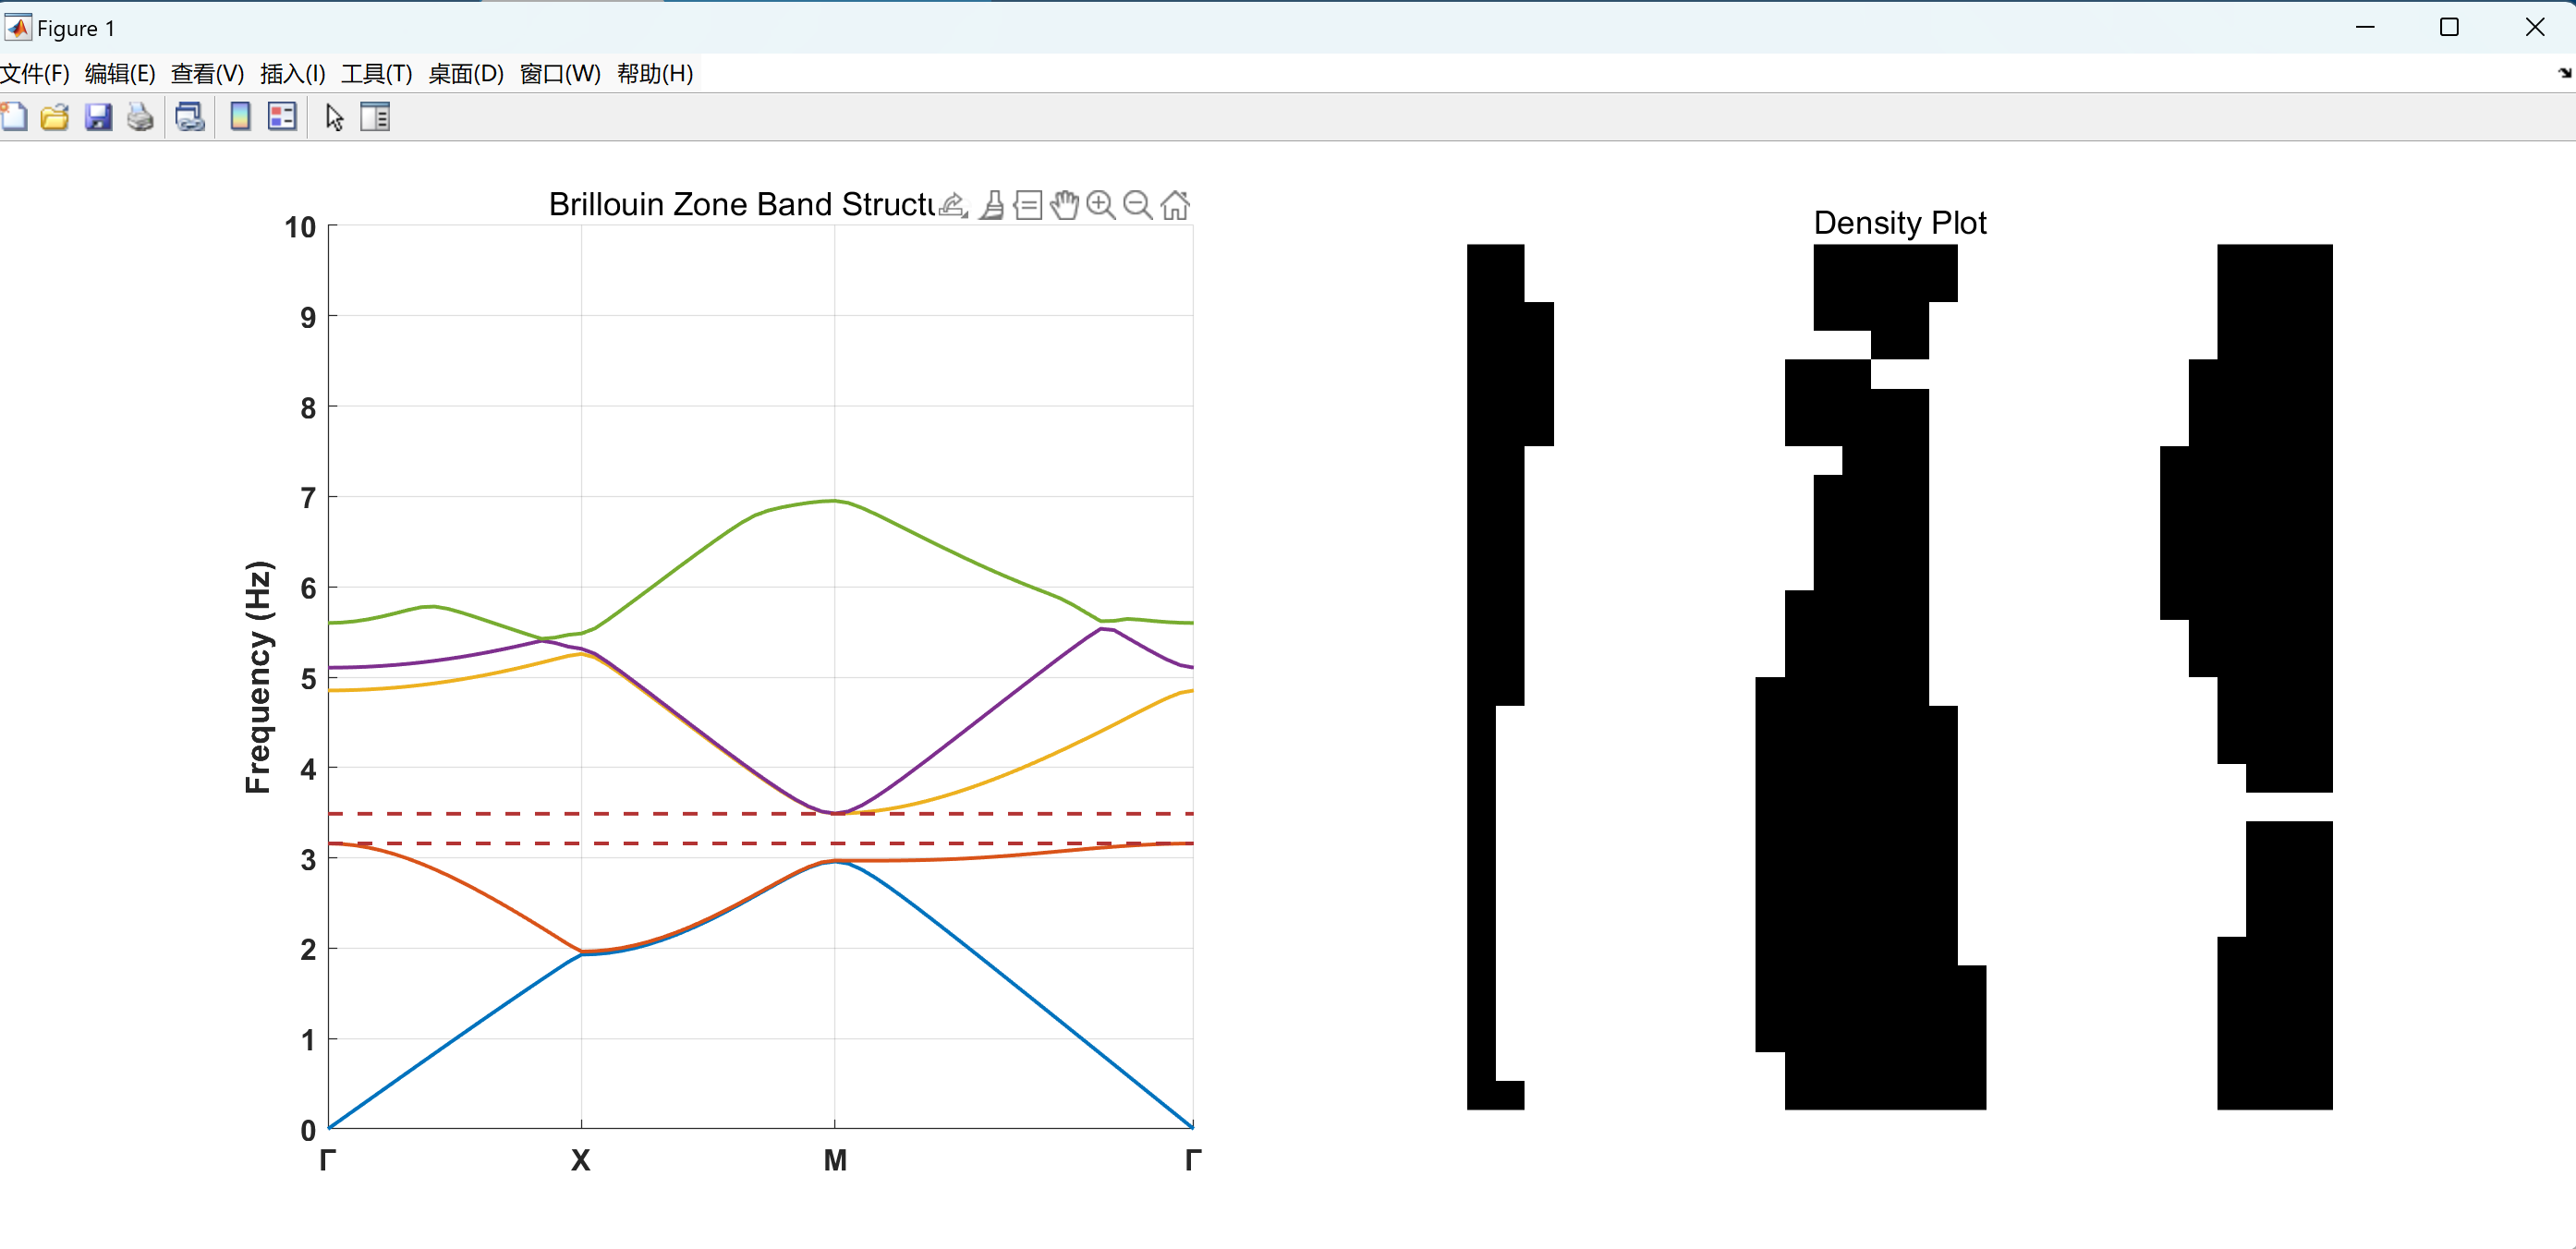 Figure 1
文件(F) 编辑(E) 查看(V) 插入(I) 工具(T) 桌面(D) 窗口(W) 帮助(H)
Brillouin Zone Band Structu
Density Plot
10
9
8
7
6
5
4
3
2
1
0
Frequency (Hz)
Γ X M Γ